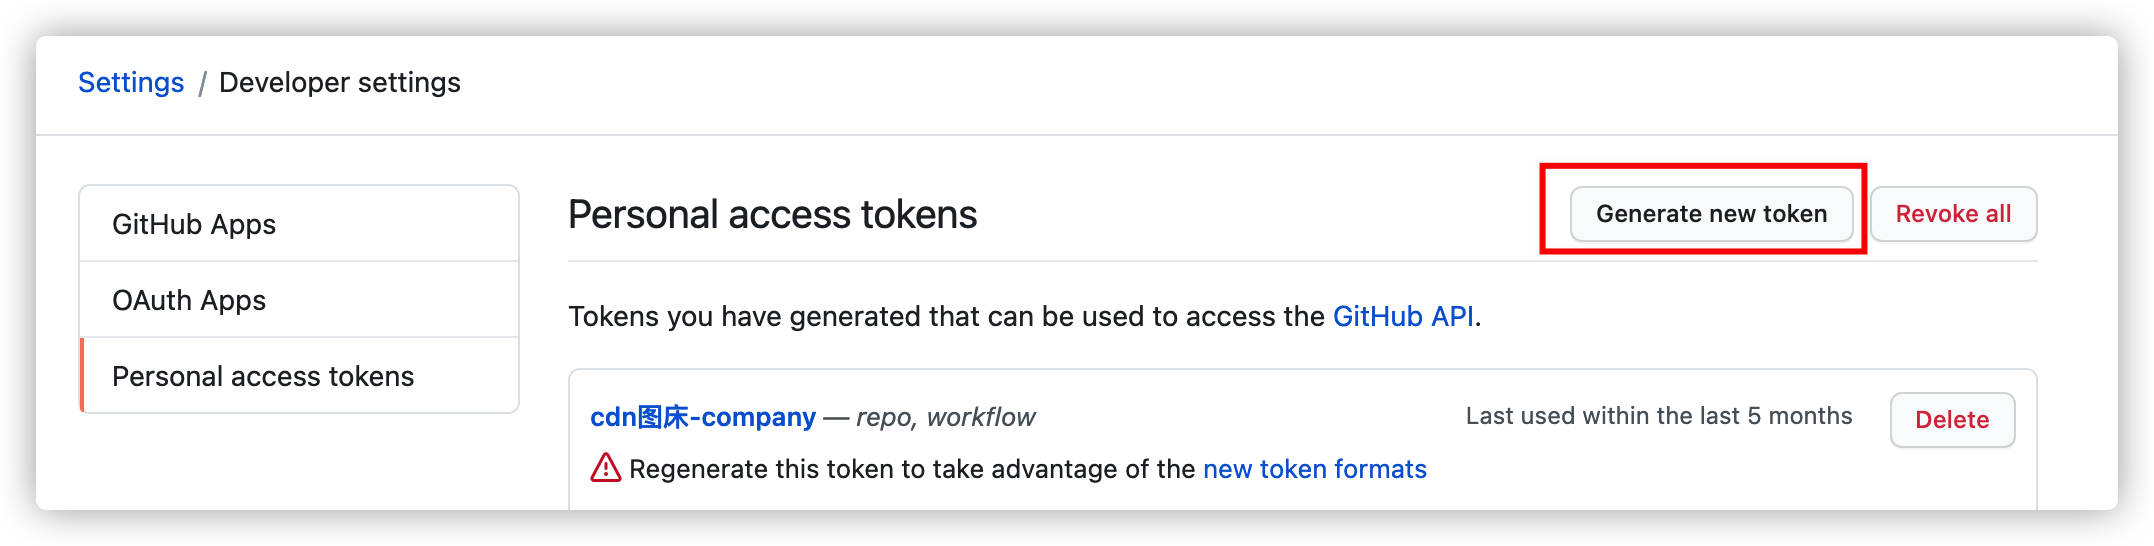 Settings / Developer settings
GitHub Apps
OAuth Apps
Personal access tokens
Personal access tokens
Generate new token
Revoke all
Tokens you have generated that can be used to access the GitHub API.
cdn图床-company — repo, workflow
Last used within the last 5 months
Delete
Regenerate this token to take advantage of the new token formats